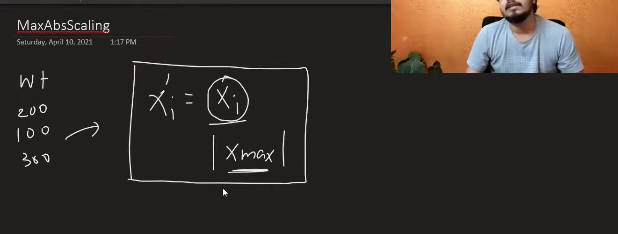 MaxAbsScaling
Saturday, April 10, 2021 1:17 PM
Wt
200
100
300
x'i = xi
|xmax|